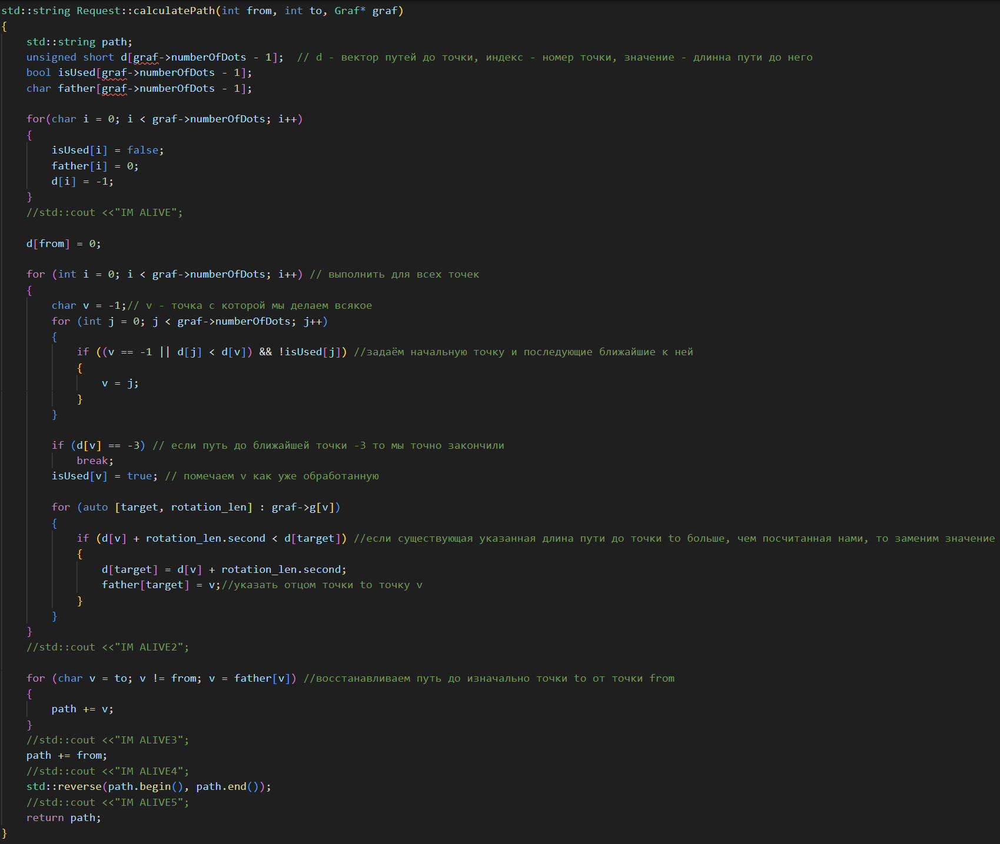 std::string Request::calculatePath(int from, int to, Graf* graf)
{
    std::string path;
    unsigned short d[graf->numberOfDots - 1];  // d - вектор путей до точки, индекс - номер точки, значение - длинна пути до него
    bool isUsed[graf->numberOfDots - 1];
    char father[graf->numberOfDots - 1];

    for(char i = 0; i < graf->numberOfDots; i++)
    {
        isUsed[i] = false;
        father[i] = 0;
        d[i] = -1;
    }
    //std::cout <<"IM ALIVE";

    d[from] = 0;

    for (int i = 0; i < graf->numberOfDots; i++) // выполнить для всех точек
    {
        char v = -1;// v - точка с которой мы делаем всякое
        for (int j = 0; j < graf->numberOfDots; j++)
        {
            if ((v == -1 || d[j] < d[v]) && !isUsed[j]) //задаём начальную точку и последующие ближайшие к ней
            {
                v = j;
            }
        }

        if (d[v] == -3) // если путь до ближайшей точки -3 то мы точно закончили
            break;
        isUsed[v] = true; // помечаем v как уже обработанную

        for (auto [target, rotation_len] : graf->g[v])
        {
            if (d[v] + rotation_len.second < d[target]) //если существующая указанная длина пути до точки to больше, чем посчитанная нами, то заменим значение
            {
                d[target] = d[v] + rotation_len.second;
                father[target] = v;//указать отцом точки to точку v
            }
        }
    }
    //std::cout <<"IM ALIVE2";

    for (char v = to; v != from; v = father[v]) //восстанавливаем путь до изначально точки to от точки from
    {
        path += v;
    }
    //std::cout <<"IM ALIVE3";
    path += from;
    //std::cout <<"IM ALIVE4";
    std::reverse(path.begin(), path.end());
    //std::cout <<"IM ALIVE5";
    return path;
}